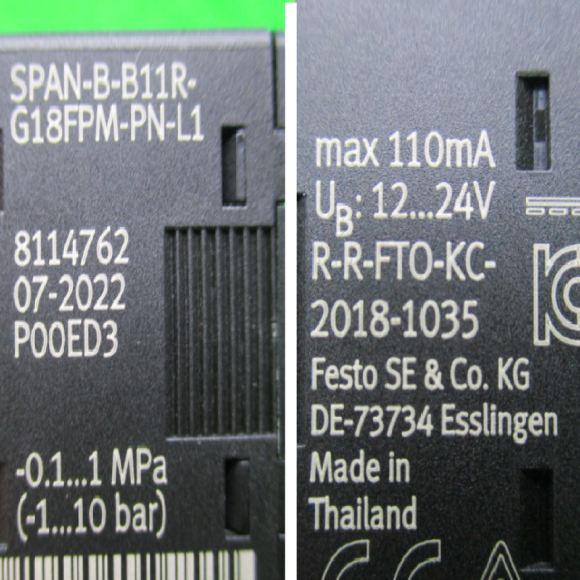 SPAN-B-B11R-
G18FPM-PN-L1
8114762
07-2022
P00ED3
-0.1...1 MPa
(-1...10 bar)
max 110mA
UB: 12...24V
R-R-FTO-KC-
2018-1035
Festo SE & Co. KG
DE-73734 Esslingen
Made in
Thailand